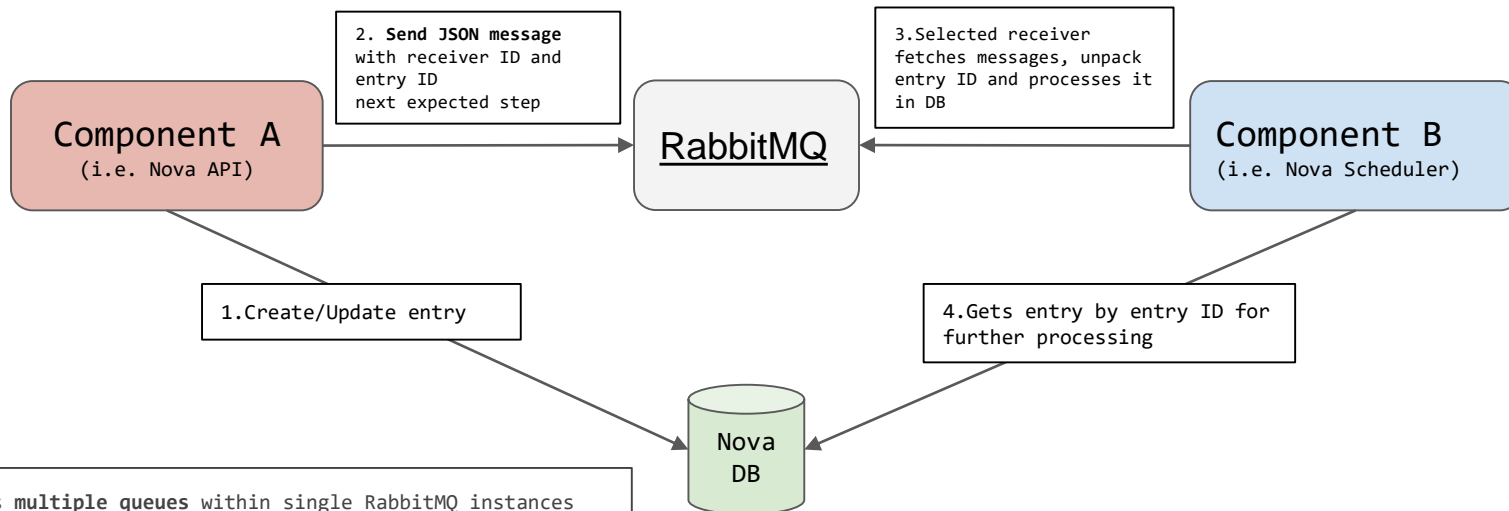 2. Send JSON message
with receiver ID and
entry ID
next expected step
3.Selected receiver
fetches messages, unpack
entry ID and processes it
in DB
Component A
(i.e. Nova API)
RabbitMQ
Component B
(i.e. Nova Scheduler)
1.Create/Update entry
4.Gets entry by entry ID for
further processing
Nova
DB
multiple queues within single RabbitMQ instances